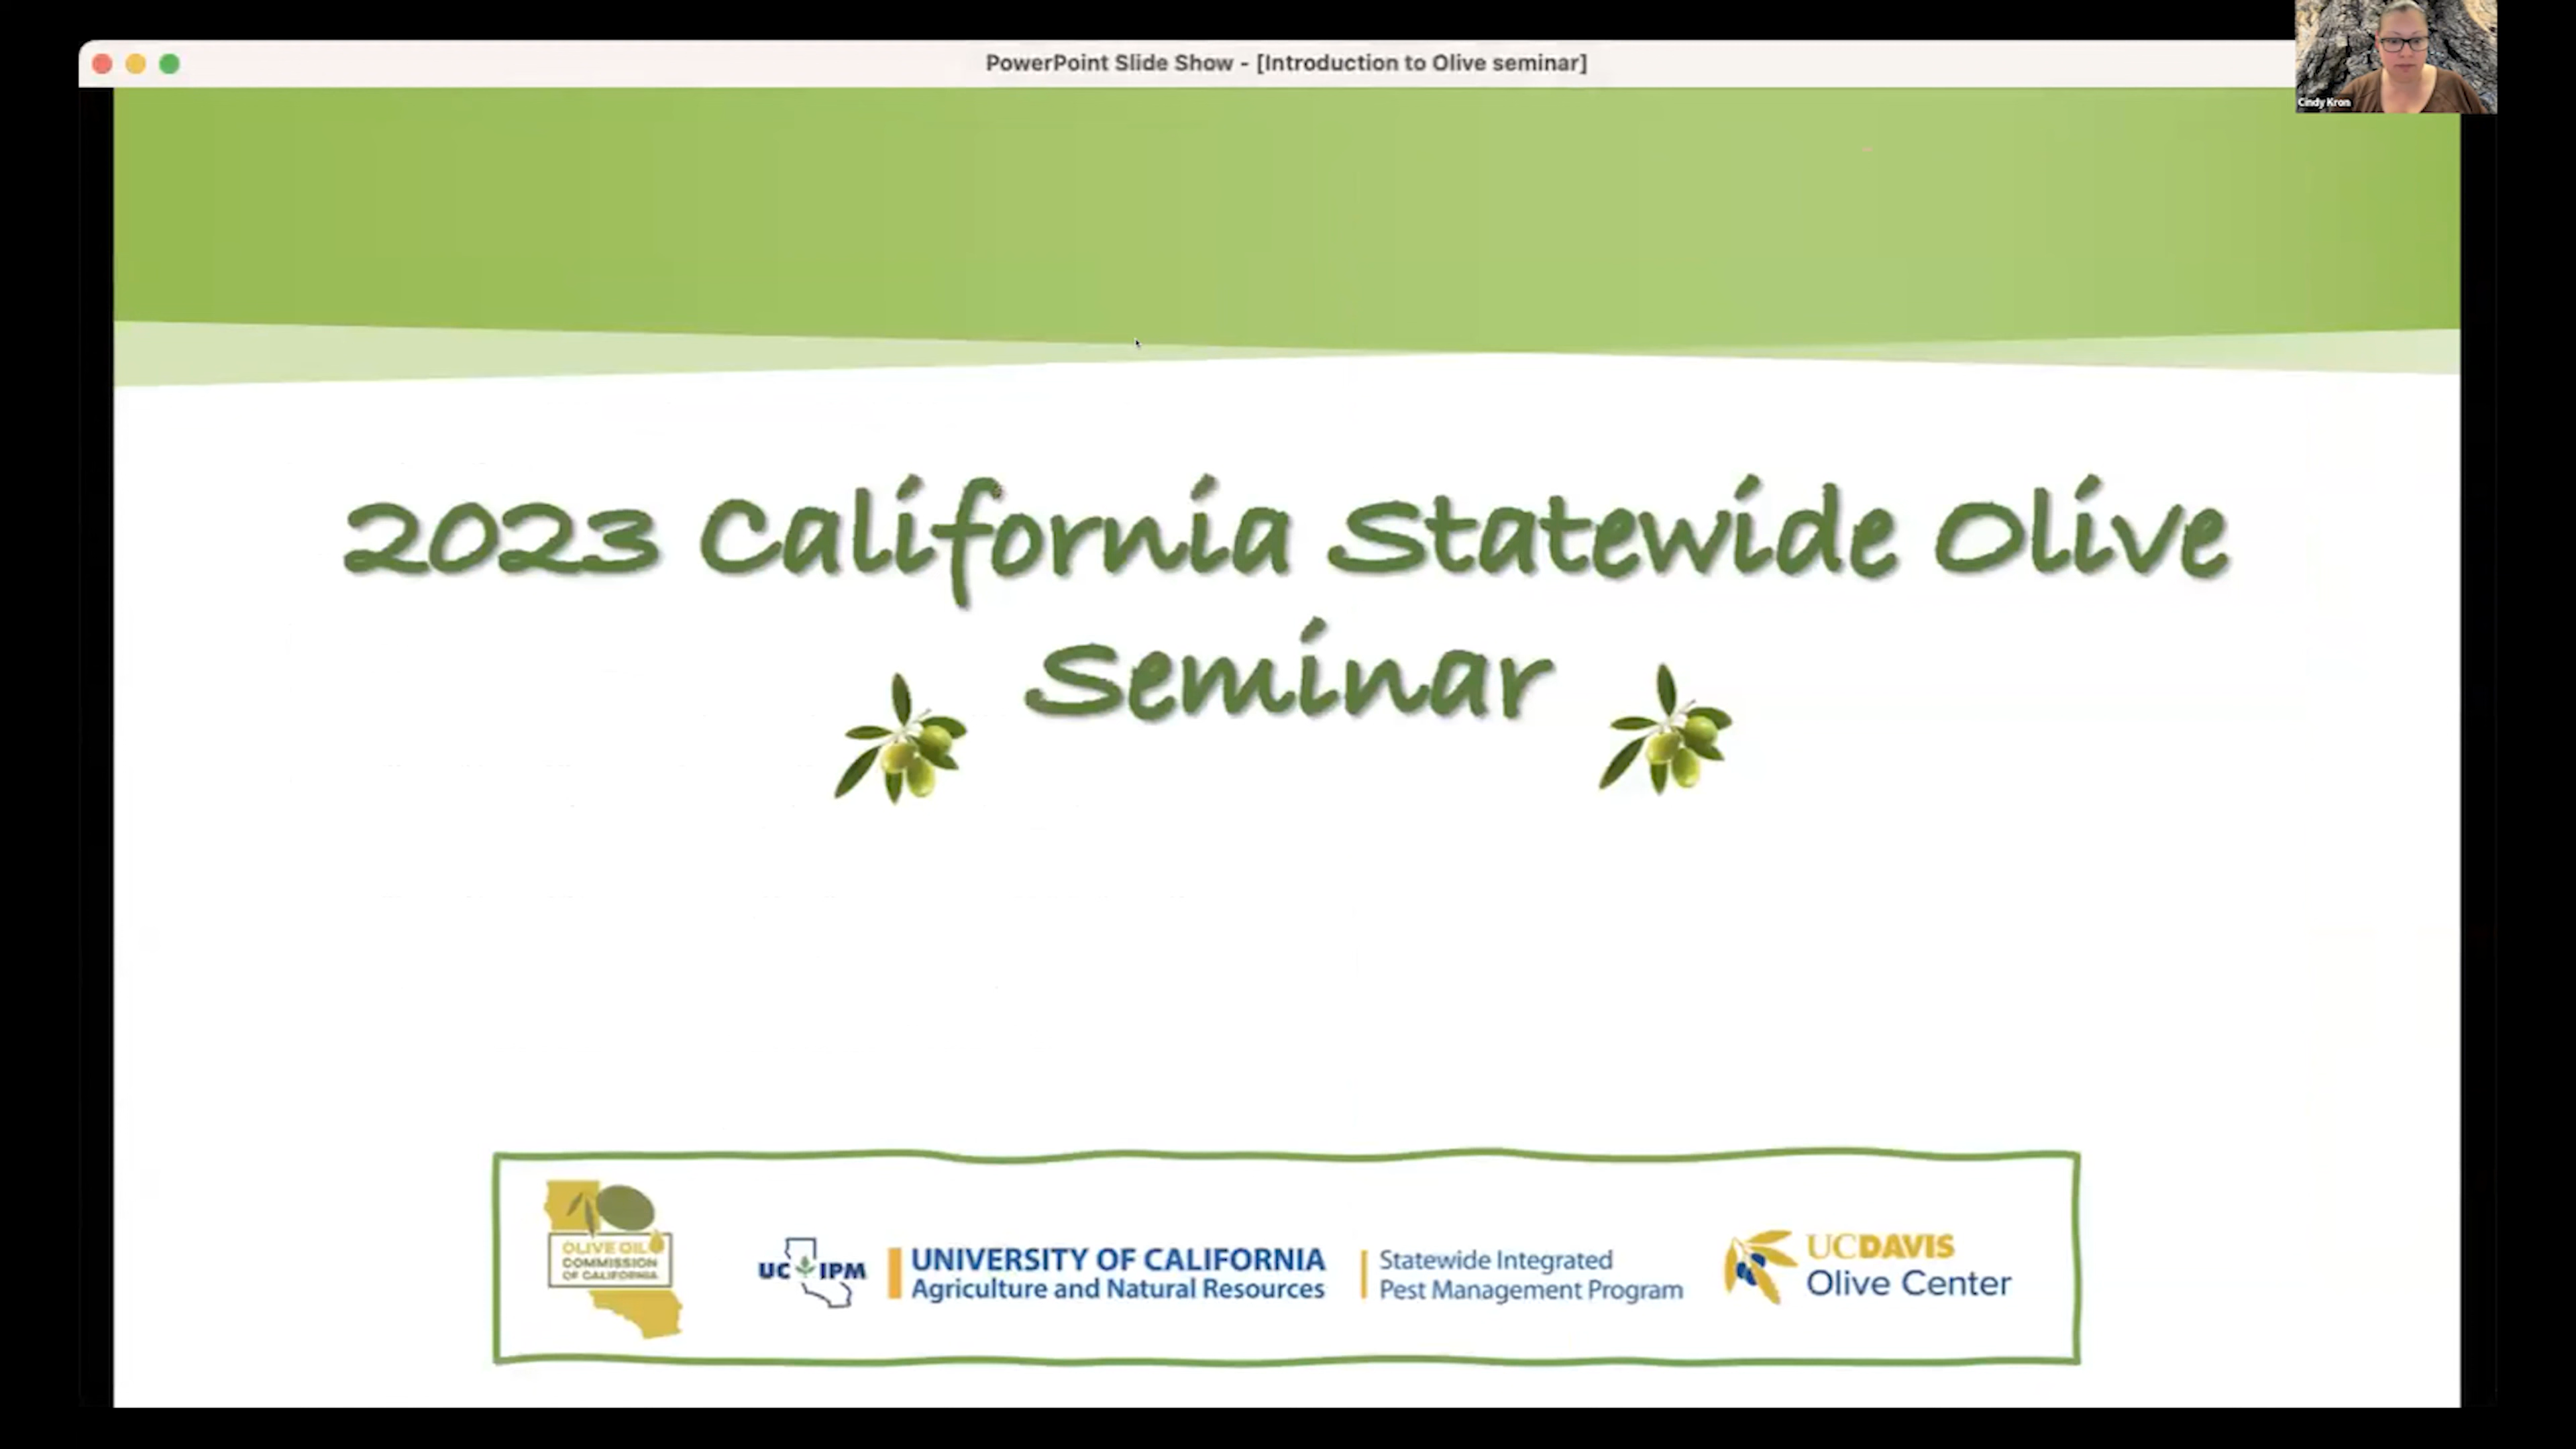 PowerPoint Slide Show - [Introduction to Olive seminar]
Cindy Kron
2023 California Statewide Olive
Seminar
OLIVE OIL
COMMISSION
OF CALIFORNIA
UC IPM
UNIVERSITY OF CALIFORNIA
Agriculture and Natural Resources
Statewide Integrated
Pest Management Program
UCDAVIS
Olive Center